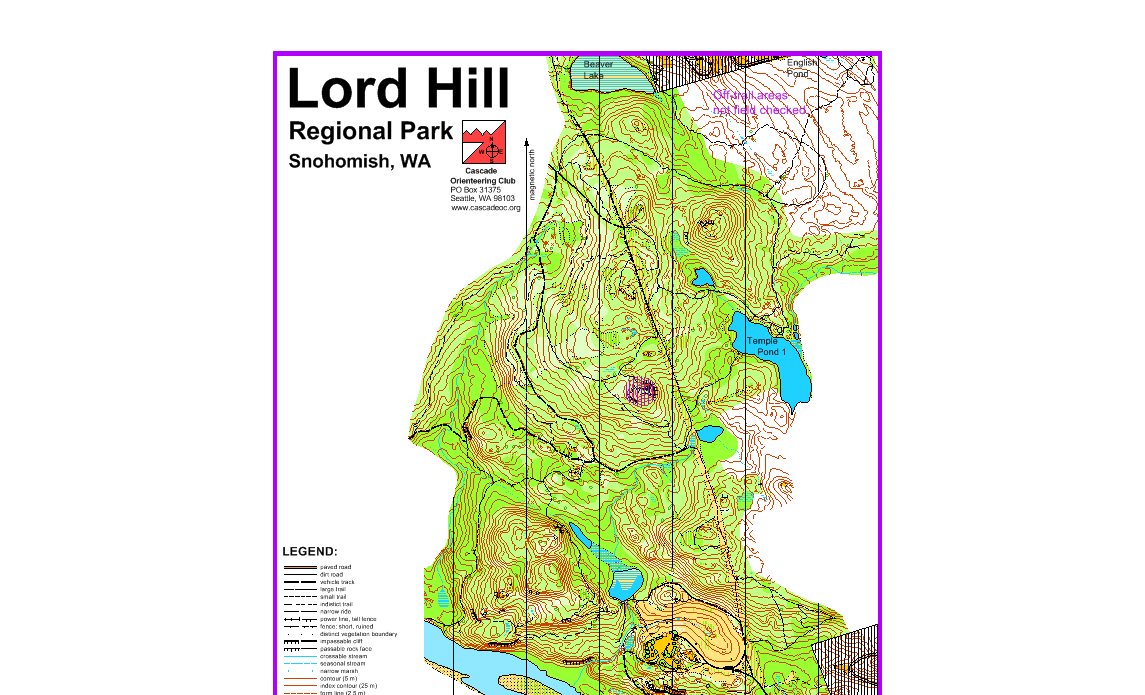 Lord Hill
Regional Park
Snohomish, WA
Cascade
Orienteering Club
PO Box 31375
Seattle, WA 98103
www.cascadeoc.org
magnetic north
W E
Beaver
Lake
English
Pond
Off-trail areas
not field checked
Temple
Pond 1
LEGEND:
paved road
dirt road
vehicle track
large trail
small trail
indistict trail
narrow ride
power line, tall fence
fence; short, ruined
distinct vegetation boundary
impassable cliff
passable rock face
crossable stream
seasonal stream
narrow marsh
contour (5 m)
index contour (25 m)
form line (2.5 m)